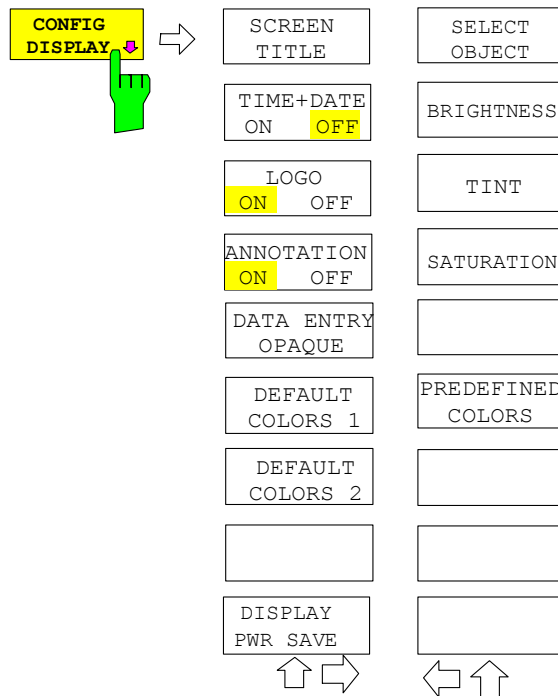 CONFIG
DISPLAY
SCREEN
TITLE
TIME+DATE
ON OFF
LOGO
ON OFF
ANNOTATION
ON OFF
DATA ENTRY
OPAQUE
DEFAULT
COLORS 1
DEFAULT
COLORS 2
DISPLAY
PWR SAVE
SELECT
OBJECT
BRIGHTNESS
TINT
SATURATION
PREDEFINED
COLORS